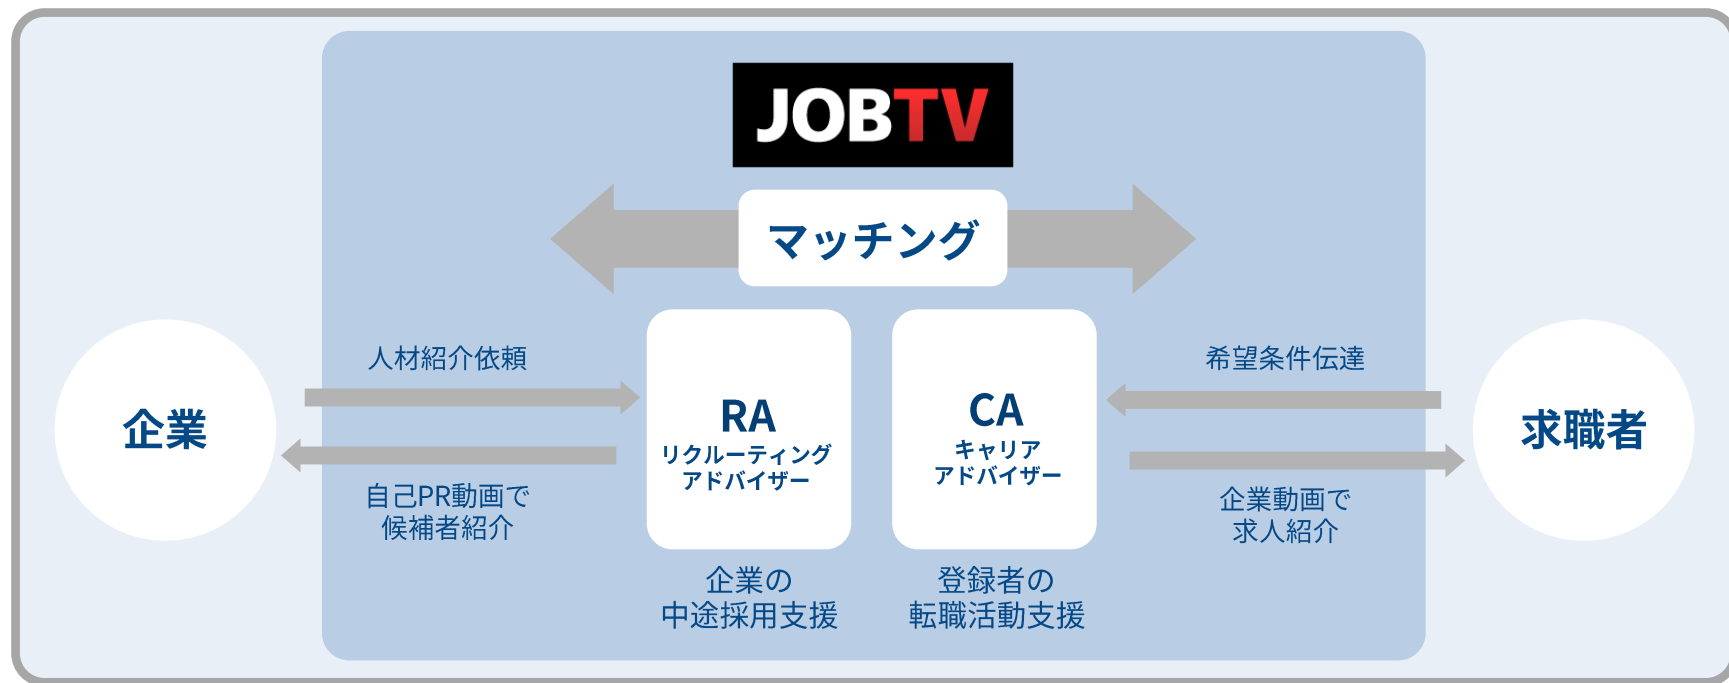 JOBTV
マッチング
企業
人材紹介依頼
自己PR動画で
候補者紹介
RA
リクルーティング
アドバイザー
企業の
中途採用支援
CA
キャリア
アドバイザー
登録者の
転職活動支援
希望条件伝達
企業動画で
求人紹介
求職者